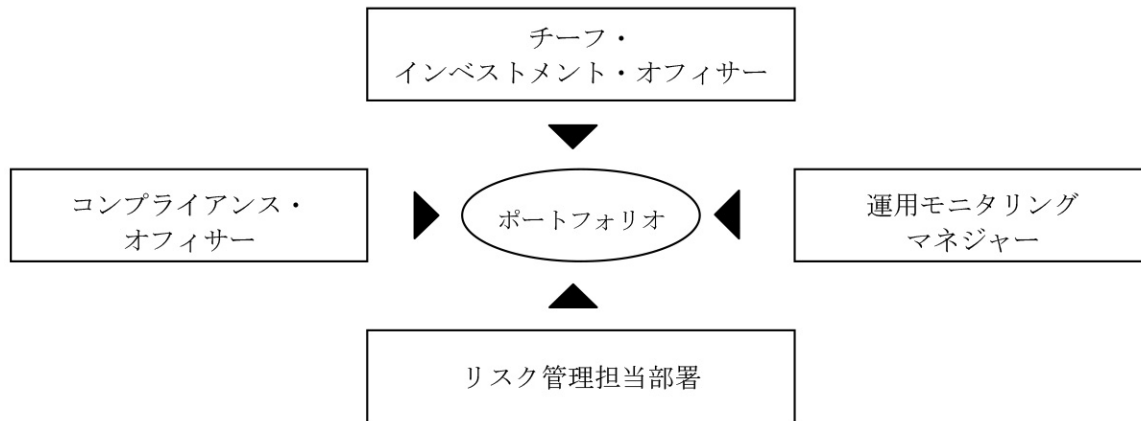 チーフ・
インベストメント・オフィサー
コンプライアンス・
オフィサー
ポートフォリオ
運用モニタリング
マネジャー
リスク管理担当部署